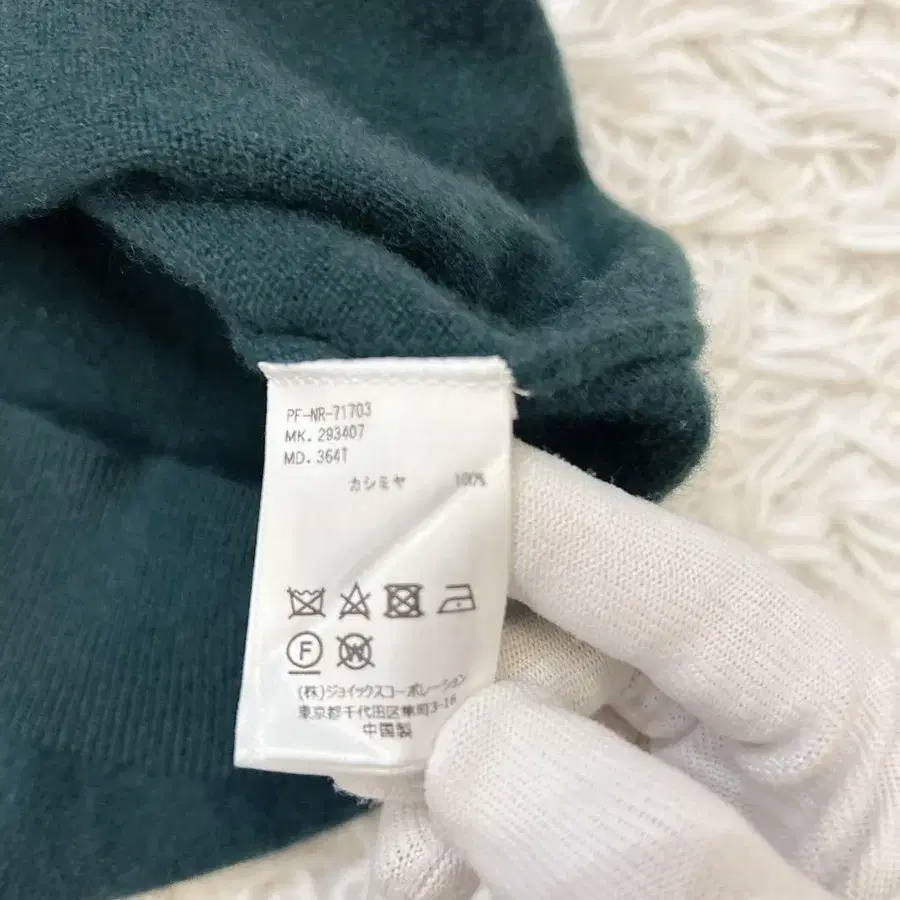 PF-NR-71703
MK. 293407
MD. 364T
カシミヤ 100%
F W
(株)ジョイックスコーポレーション
東京都千代田区隼町3-16
中国製